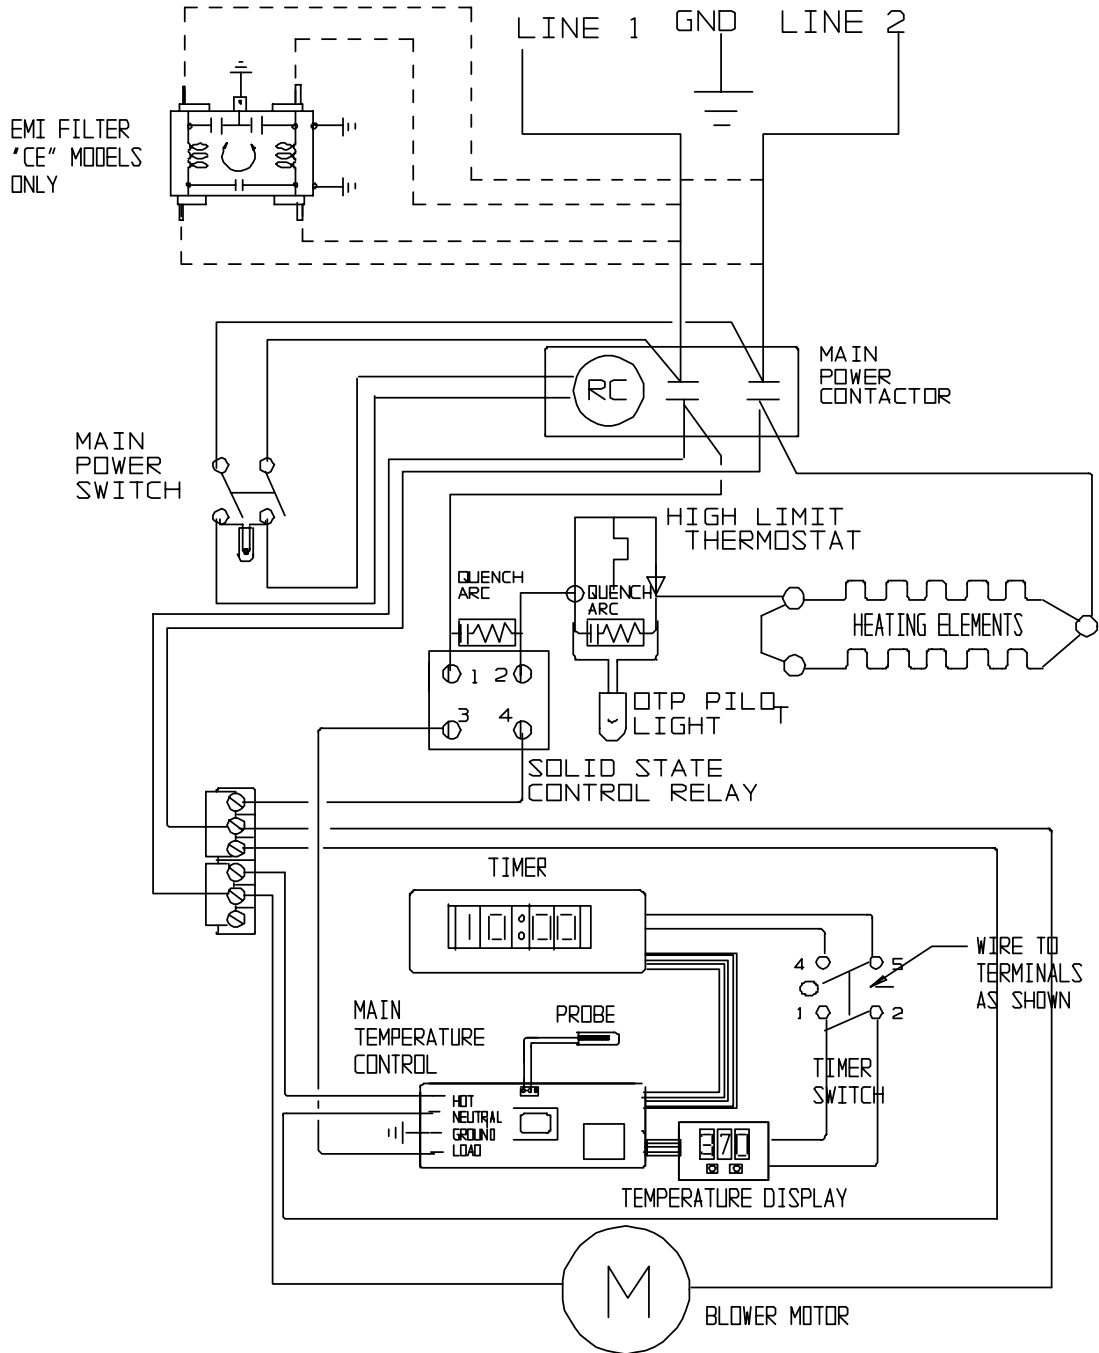 LINE 1
GND
LINE 2
EMI FILTER
"CE" MODELS
ONLY
RC
MAIN
POWER
CONTACTOR
MAIN
POWER
SWITCH
HIGH LIMIT
THERMOSTAT
QUENCH
ARC
QUENCH
ARC
HEATING ELEMENTS
1 2
3 4
OTP PILOT
LIGHT
SOLID STATE
CONTROL RELAY
TIMER
10:00
4 5
1 2
WIRE TO
TERMINALS
AS SHOWN
TIMER
SWITCH
MAIN
TEMPERATURE
CONTROL
PROBE
HOT
NEUTRAL
GROUND
LOAD
370
TEMPERATURE DISPLAY
M
BLOWER MOTOR